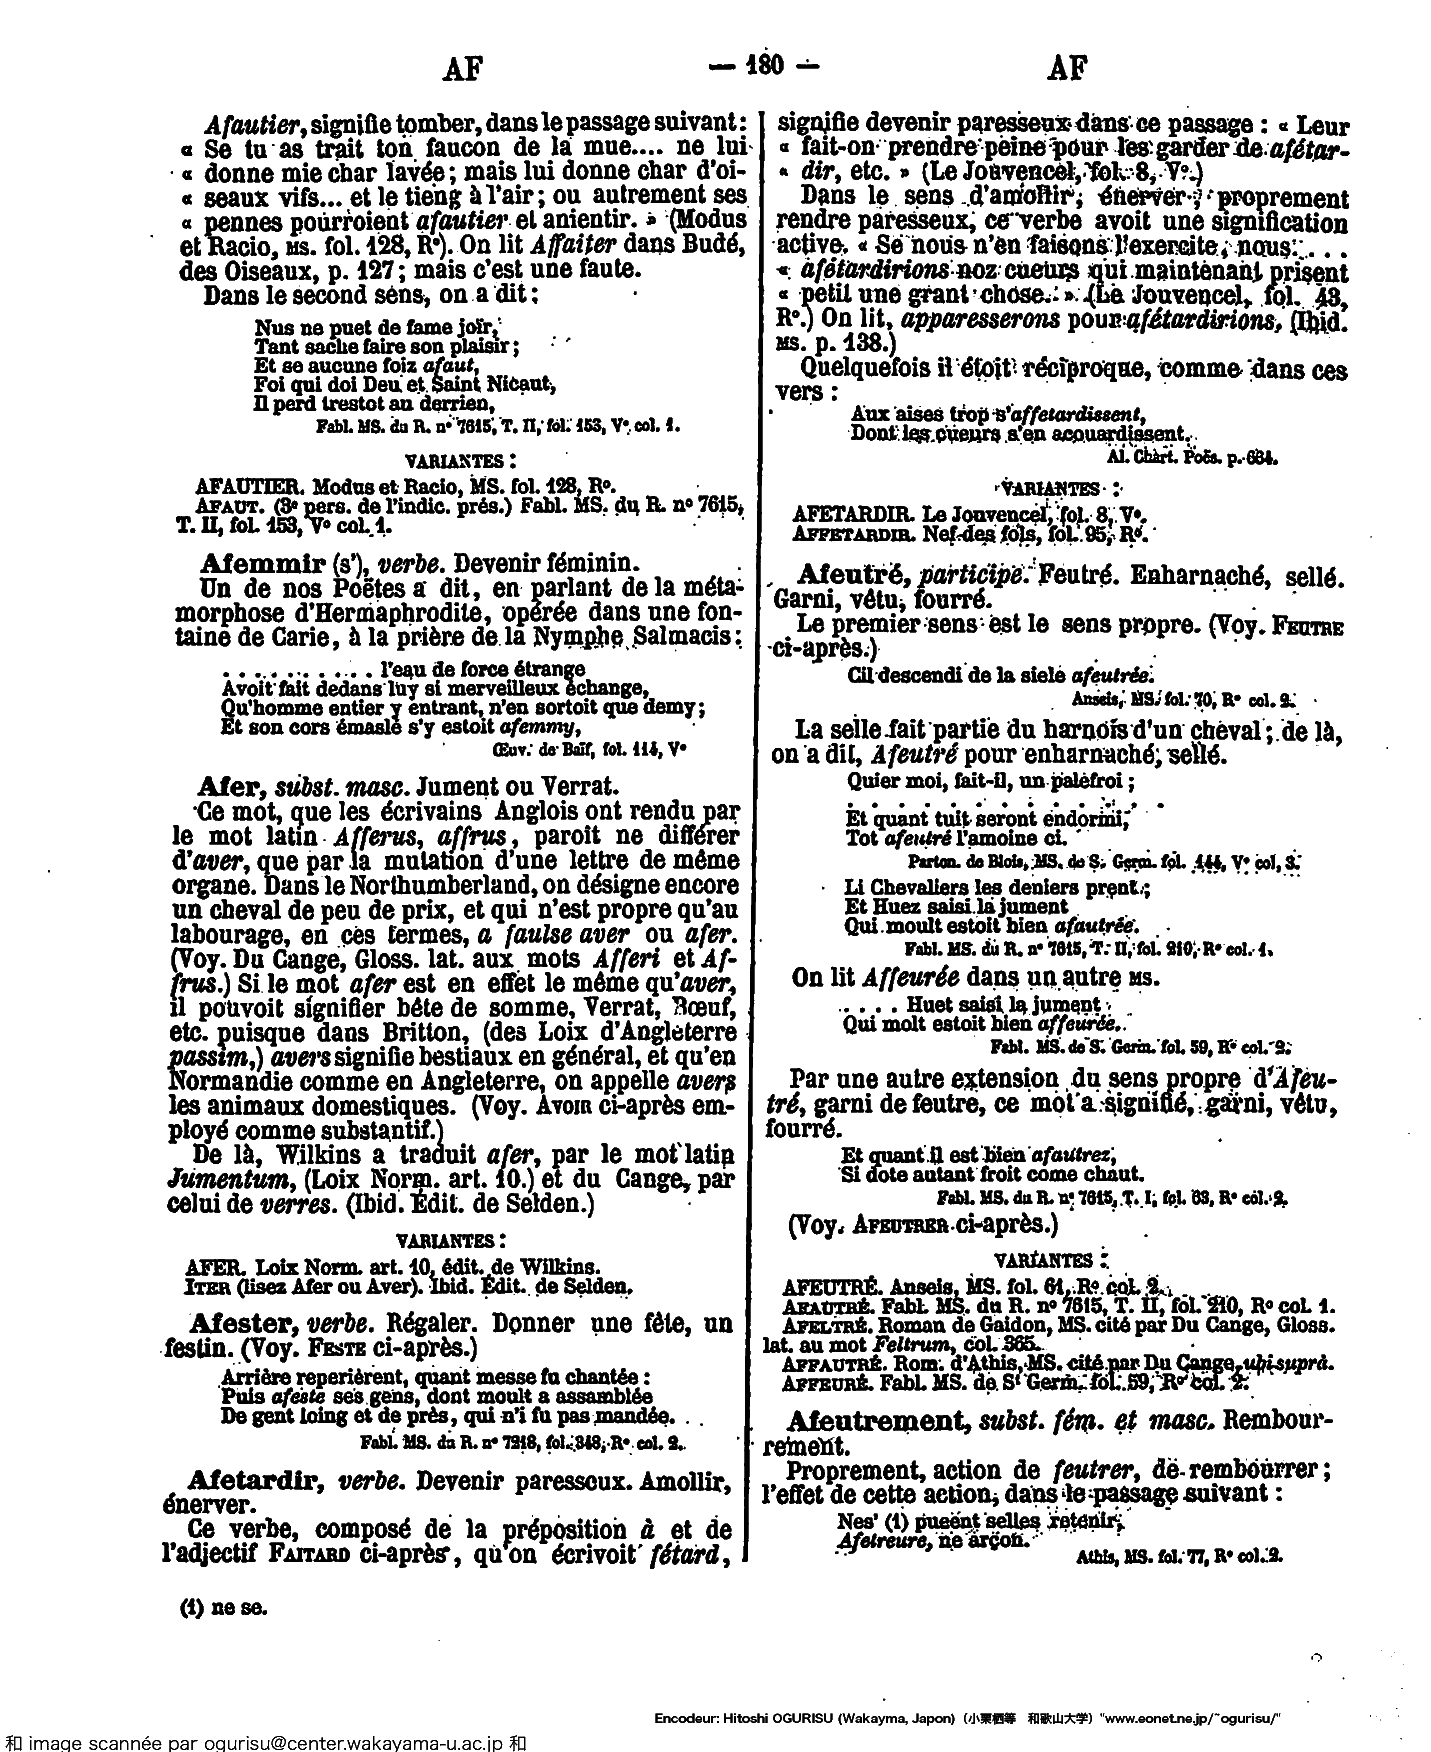 AF
— 180 —
AF
Afautier, signifie tomber, dans le passage suivant:
« Se tu as trait ton faucon de la mue.... ne lui
« donne mie char lavée; mais lui donne char d'oi-
« seaux vifs... et le tieng à l'air; ou autrement ses
« pennes pourroient afautier et anientir. » (Modus
et Racio, MS. fol. 128, R°). On lit Affaiter dans Budé,
des Oiseaux, p. 127; mais c'est une faute.
Dans le second sens, on a dit:
Nus ne puet de fame joïr,
Tant sache faire son plaisir;
Et se aucune foiz afaut,
Foi qui doi Deu et Saint Nicaut,
Il perd trestot an derrien,
Fabl. MS. du R. n° 7615, T. II, fol. 153, V° col. 1.
VARIANTES:
AFAUTIER. Modus et Racio, MS. fol. 128, R°.
AFAUT. (3e pers. de l'indic. prés.) Fabl. MS. du R. n° 7615,
T. II, fol. 153, V° col. 1.
Afemmir (s'), verbe. Devenir féminin.
Un de nos Poëtes a dit, en parlant de la méta-
morphose d'Hermaphrodite, opérée dans une fon-
taine de Carie, à la prière de la Nymphe Salmacis:
. . . . . . . . . . . l'eau de force étrange
Avoit fait dedans luy si merveilleux échange,
Qu'homme entier y entrant, n'en sortoit que demy;
Et son cors émasle s'y estoit afemmy,
Œuv. de Baïf, fol. 114, V°
Afer, subst. masc. Jument ou Verrat.
Ce mot, que les écrivains Anglois ont rendu par
le mot latin Afferus, affrus, paroit ne différer
d'aver, que par la mutation d'une lettre de même
organe. Dans le Northumberland, on désigne encore
un cheval de peu de prix, et qui n'est propre qu'au
labourage, en ces termes, a faulse aver ou afer.
(Voy. Du Cange, Gloss. lat. aux mots Afferi et Af-
frus.) Si le mot afer est en effet le même qu'aver,
il pouvoit signifier bête de somme, Verrat, Bœuf,
etc. puisque dans Britton, (des Loix d'Angleterre
passim,) avers signifie bestiaux en général, et qu'en
Normandie comme en Angleterre, on appelle avers
les animaux domestiques. (Voy. AVOIR ci-après em-
ployé comme substantif.)
De là, Wilkins a traduit afer, par le mot latin
Jumentum, (Loix Norm. art. 10.) et du Cange, par
celui de verres. (Ibid. Édit. de Selden.)
VARIANTES:
AFER. Loix Norm. art. 10, édit. de Wilkins.
ITER (lisez Afer ou Aver). Ibid. Édit. de Selden.
Afester, verbe. Régaler. Donner une fête, un
festin. (Voy. FESTE ci-après.)
Arrière reperièrent, quant messe fu chantée:
Puis afeste ses gens, dont moult a assamblée
De gent loing et de près, qui n'i fu pas mandée. . .
Fabl. MS. du R. n° 7218, fol. 348, R° col. 2.
Afetardir, verbe. Devenir paresseux. Amollir,
énerver.
Ce verbe, composé de la préposition à et de
l'adjectif FAITARD ci-après, qu'on écrivoit fétard,
(1) ne se.
signifie devenir paresseux dans ce passage: « Leur
« fait-on prendre peine pour les garder de afétar-
« dir, etc. » (Le Jouvencel, fol. 8, V°.)
Dans le sens d'amollir, énerver, proprement
rendre paresseux, ce verbe avoit une signification
active. « Se nous n'en faisons l'exercite, nous. . . .
« afétardirions noz cueurs qui maintenant prisent
« petit une grant chose. » (Le Jouvencel, fol. 43,
R°.) On lit, apparesserons pour afétardirions, (Ibid.
MS. p. 138.)
Quelquefois il étoit réciproque, comme dans ces
vers:
Aux aises trop s'affetardissent,
Dont les cueurs s'en acquardissent.
Al. Chart. Poës. p. 684.
VARIANTES:
AFETARDIR. Le Jouvencel, fol. 8, V°.
AFFETARDIR. Nef des fols, fol. 95, R°.
Afeutré, participe. Feutré. Enharnaché, sellé.
Garni, vêtu, fourré.
Le premier sens est le sens propre. (Voy. FEUTRE
ci-après.)
Cil descendi de la siele afeutrée.
Anseis, MS. fol. 70, R° col. 2.
La selle fait partie du harnois d'un cheval; de là,
on a dit, Afeutré pour enharnaché, sellé.
Quier moi, fait-il, un palefroi;
. . . . . . . . . . . . . .
Et quant tuit seront endormi,
Tot afeutré l'amoine ci.
Parton. de Blois, MS. de S. Germ. fol. 144, V° col. 3.
Li Chevaliers les deniers prent;
Et Huez saisi la jument
Qui moult estoit bien afautrée.
Fabl. MS. du R. n° 7615, T. II, fol. 210, R° col. 1.
On lit Affeurée dans un autre MS.
. . . . Huet saisi la jument
Qui molt estoit bien affeurée.
Fabl. MS. de S. Germ. fol. 59, R° col. 2.
Par une autre extension du sens propre d'Afeu-
tré, garni de feutre, ce mot a signifié, garni, vêtu,
fourré.
Et quant il est bien afautrez,
Si dote autant froit come chaut.
Fabl. MS. du R. n° 7615, T. I, fol. 63, R° col. 2.
(Voy. AFEUTRER ci-après.)
VARIANTES:
AFEUTRÉ. Anseis, MS. fol. 61, R° col. 2.
AFAUTRÉ. Fabl. MS. du R. n° 7615, T. II, fol. 210, R° col. 1.
AFELTRÉ. Roman de Gaidon, MS. cité par Du Cange, Gloss.
lat. au mot Feltrum, col. 365.
AFFAUTRÉ. Rom. d'Athis, MS. cité par Du Cange, ubi suprà.
AFFEURÉ. Fabl. MS. de St Germ. fol. 59, R° col. 2.
Afeutrement, subst. fém. et masc. Rembour-
rement.
Proprement, action de feutrer, de rembourrer;
l'effet de cette action, dans le passage suivant:
Nes' (1) pueent selles retenir,
Afetreure, ne arçon.
Athis, MS. fol. 77, R° col. 2.
Encodeur: Hitoshi OGURISU (Wakayma, Japon) (小栗栖等 和歌山大学) "www.eonet.ne.jp/~ogurisu/"
和 image scannée par ogurisu@center.wakayama-u.ac.jp 和